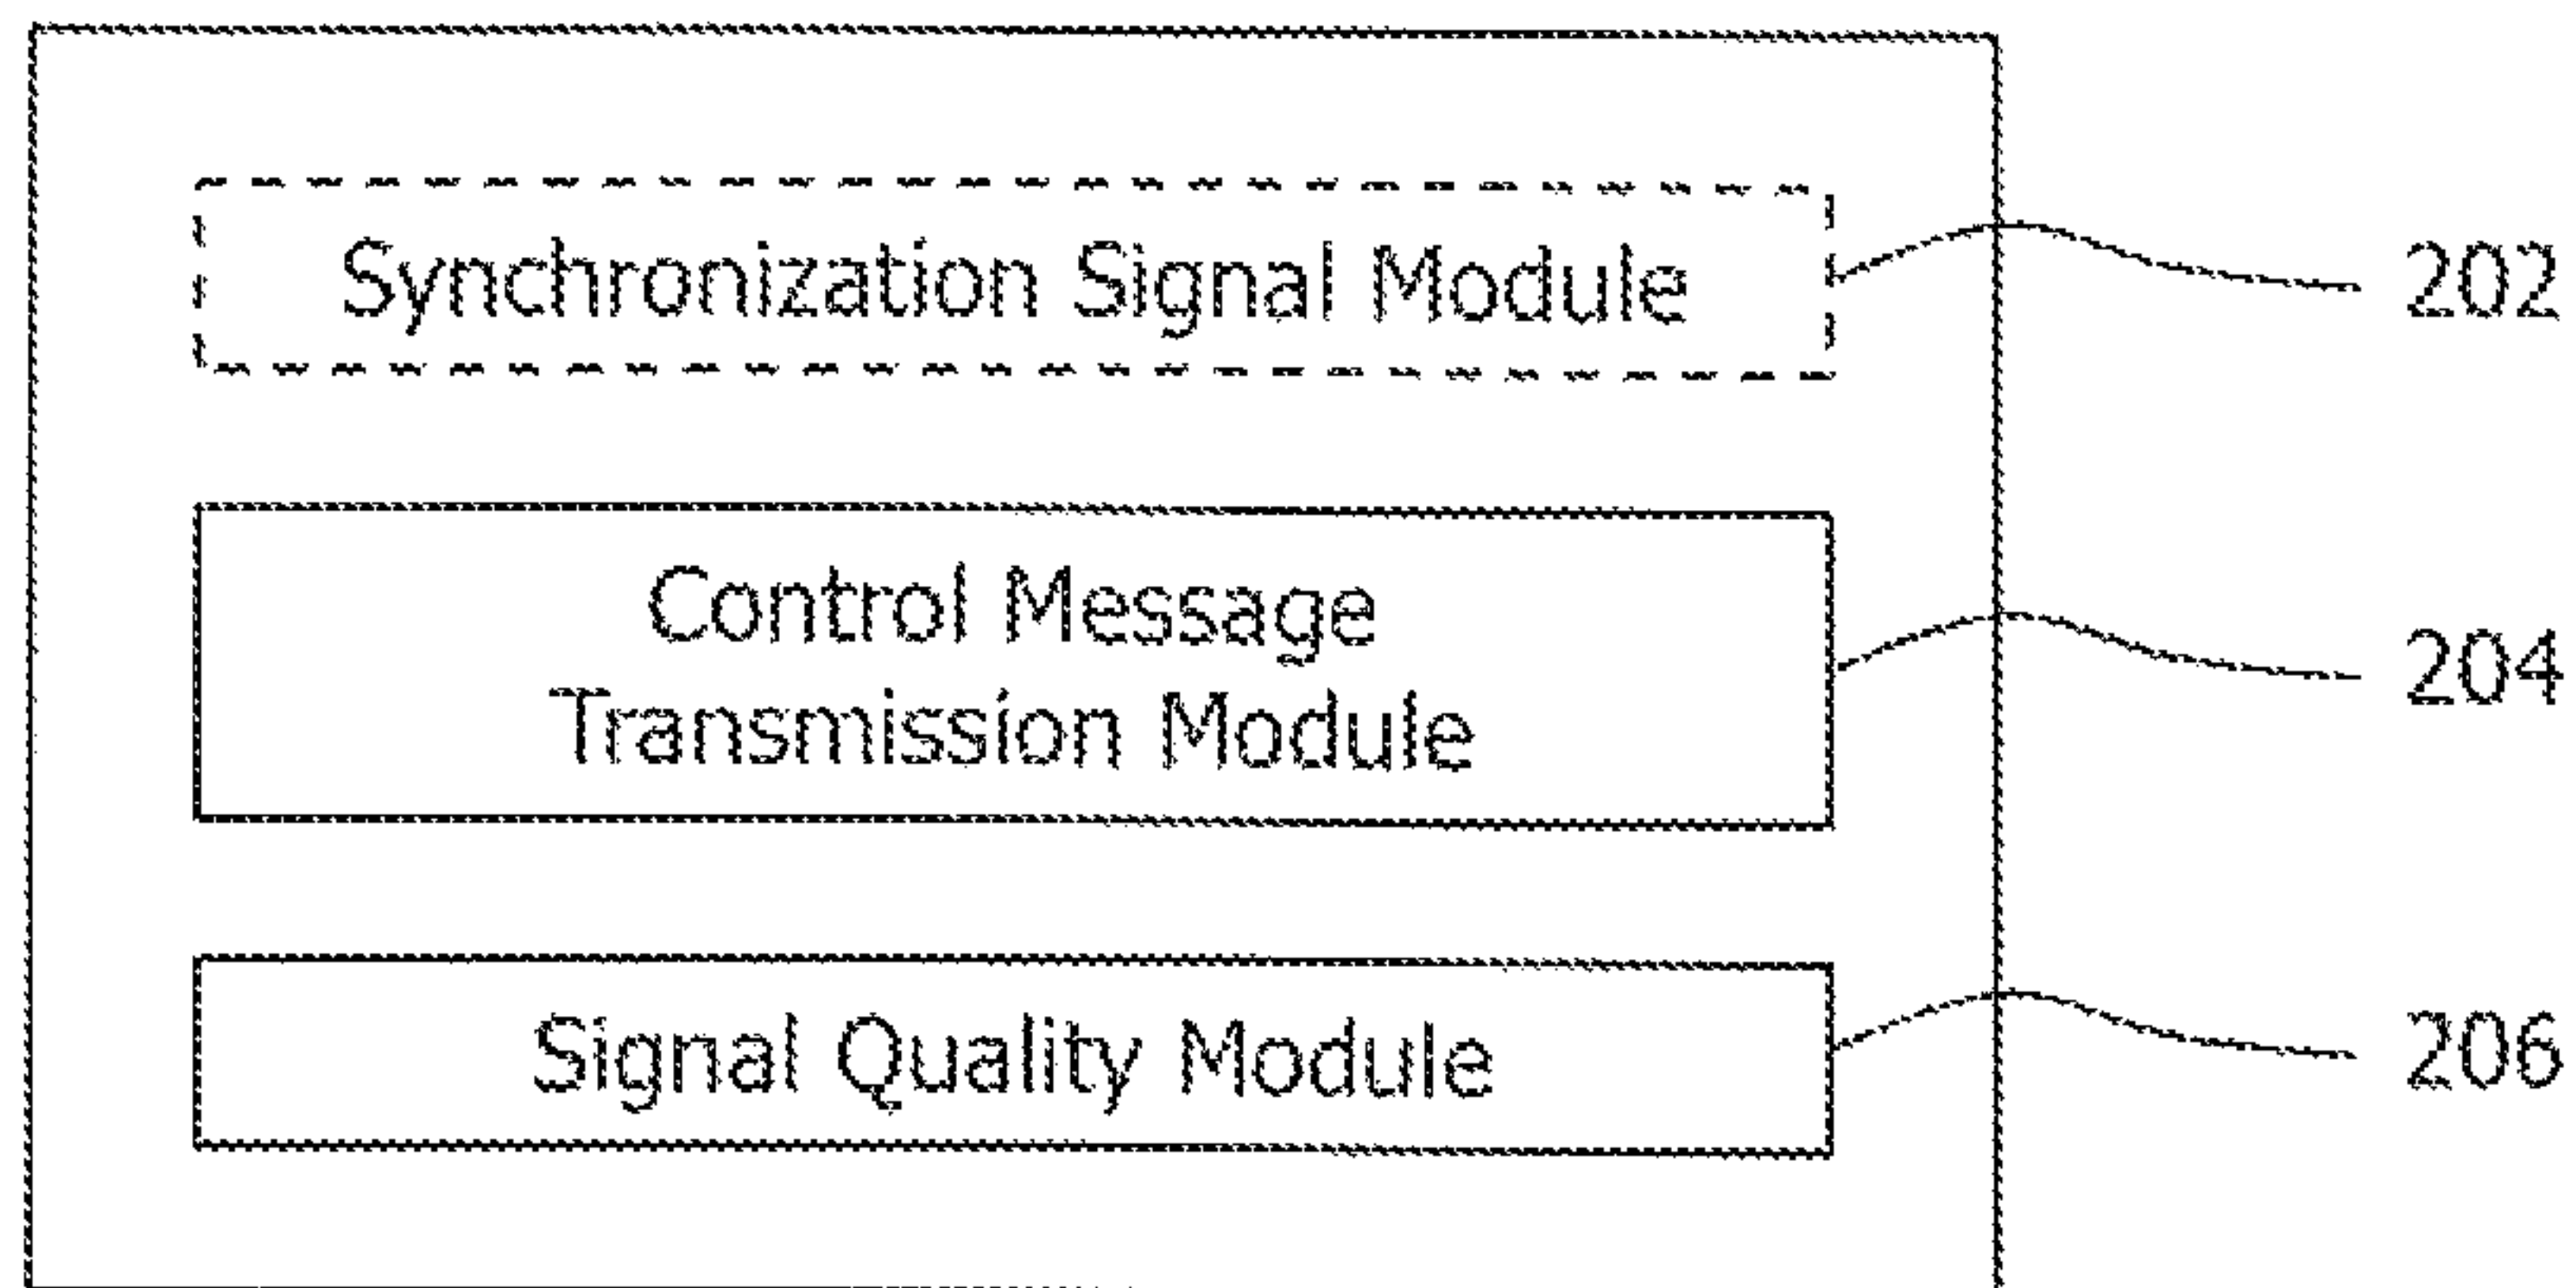 Synchronization Signal Module
202
Control Message
Transmission Module
204
Signal Quality Module
206